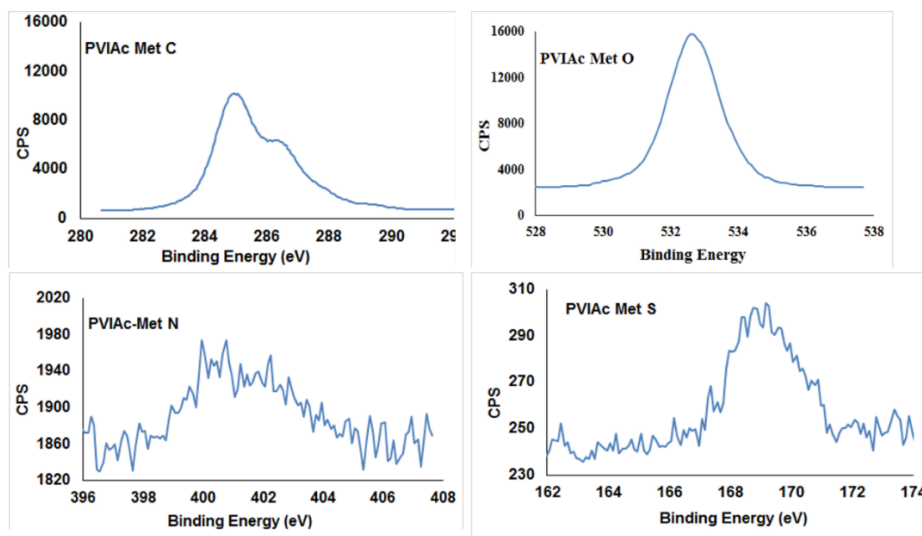 PVIAc Met C
CPS
16000
12000
8000
4000
0
280 282 284 286 288 290 29
Binding Energy (eV)
PVIAc Met O
CPS
16000
12000
8000
4000
0
528 530 532 534 536 538
Binding Energy
PVIAc-Met N
CPS
2020
1980
1940
1900
1860
1820
396 398 400 402 404 406 408
Binding Energy (eV)
PVIAc Met S
CPS
310
290
270
250
230
162 164 166 168 170 172 174
Binding Energy (eV)